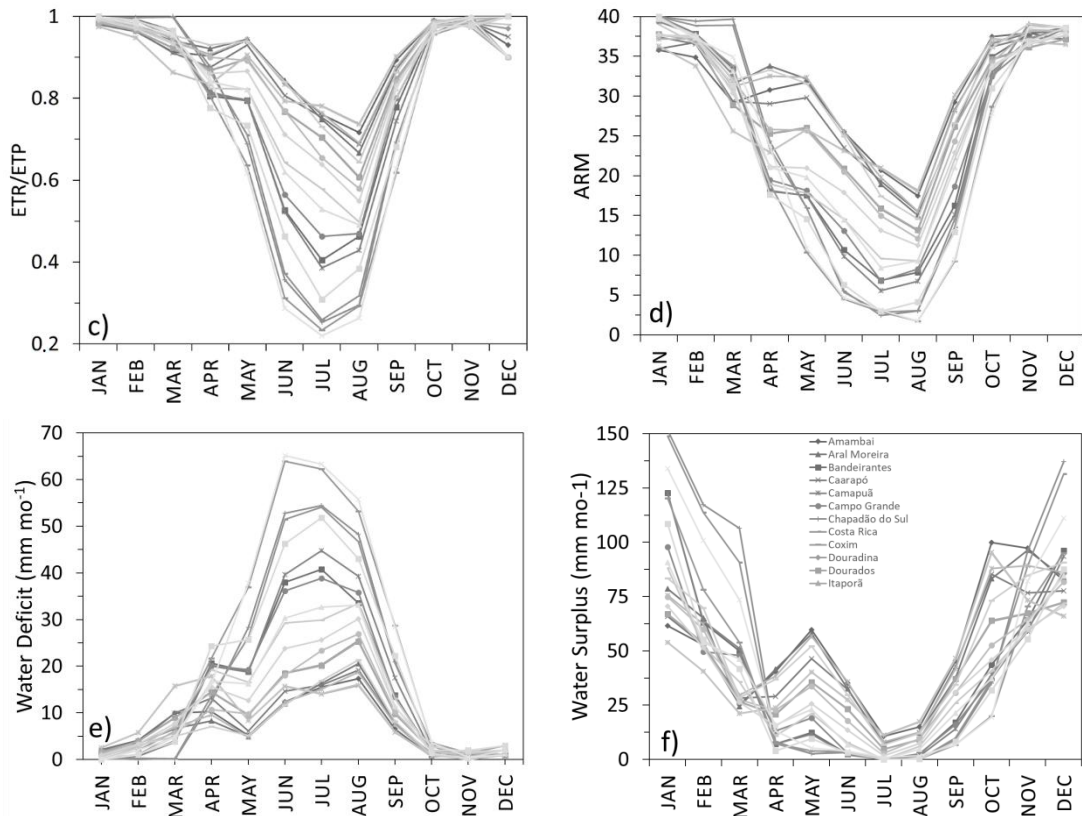 1
0.8
0.6
0.4
0.2
ETR/ETP
c)
JAN FEB MAR APR MAY JUN JUL AUG SEP OCT NOV DEC
40
35
30
25
20
15
10
5
0
ARM
d)
JAN FEB MAR APR MAY JUN JUL AUG SEP OCT NOV DEC
70
60
50
40
30
20
10
0
Water Deficit (mm mo⁻¹)
e)
JAN FEB MAR APR MAY JUN JUL AUG SEP OCT NOV DEC
150
125
100
75
50
25
0
Water Surplus (mm mo-1)
Amambai
Aral Moreira
Bandeirantes
Caarapó
Camapuã
Campo Grande
Chapadão do Sul
Costa Rica
Coxim
Douradina
Dourados
Itaporã
f)
JAN FEB MAR APR MAY JUN JUL AUG SEP OCT NOV DEC